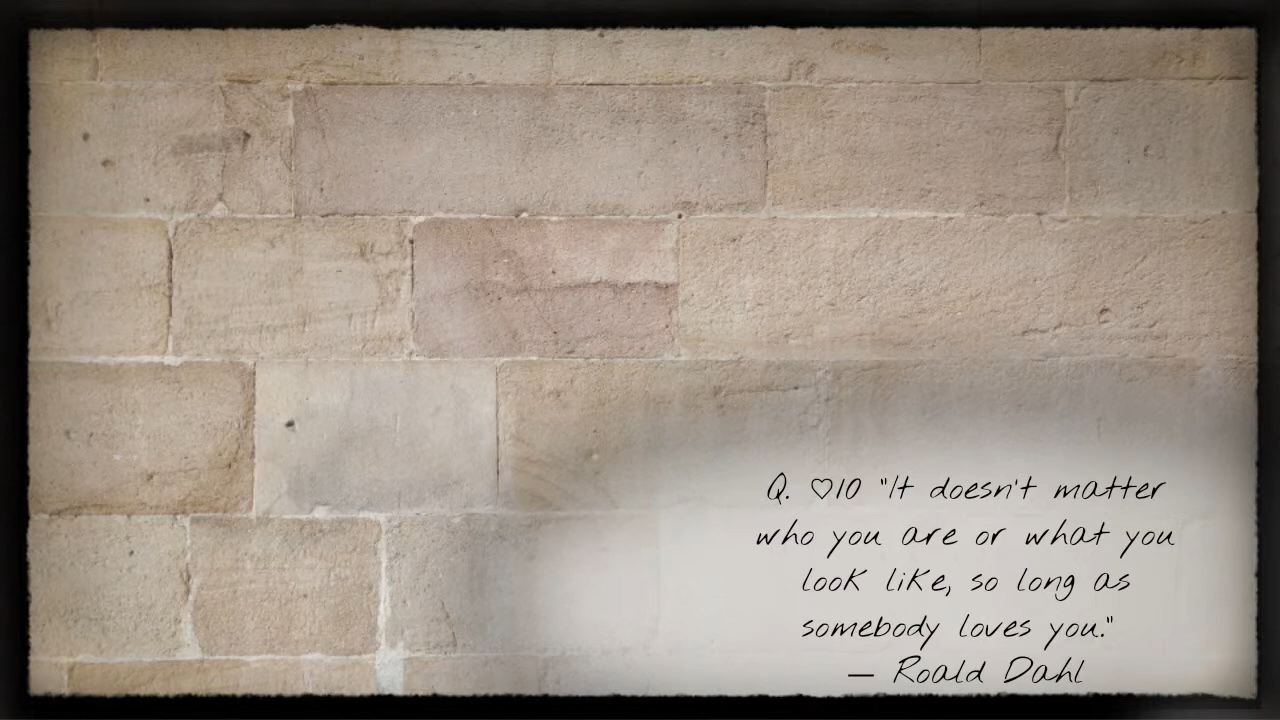 Q. ♡10 "It doesn't matter
who you are or what you
look like, so long as
somebody loves you."
— Roald Dahl